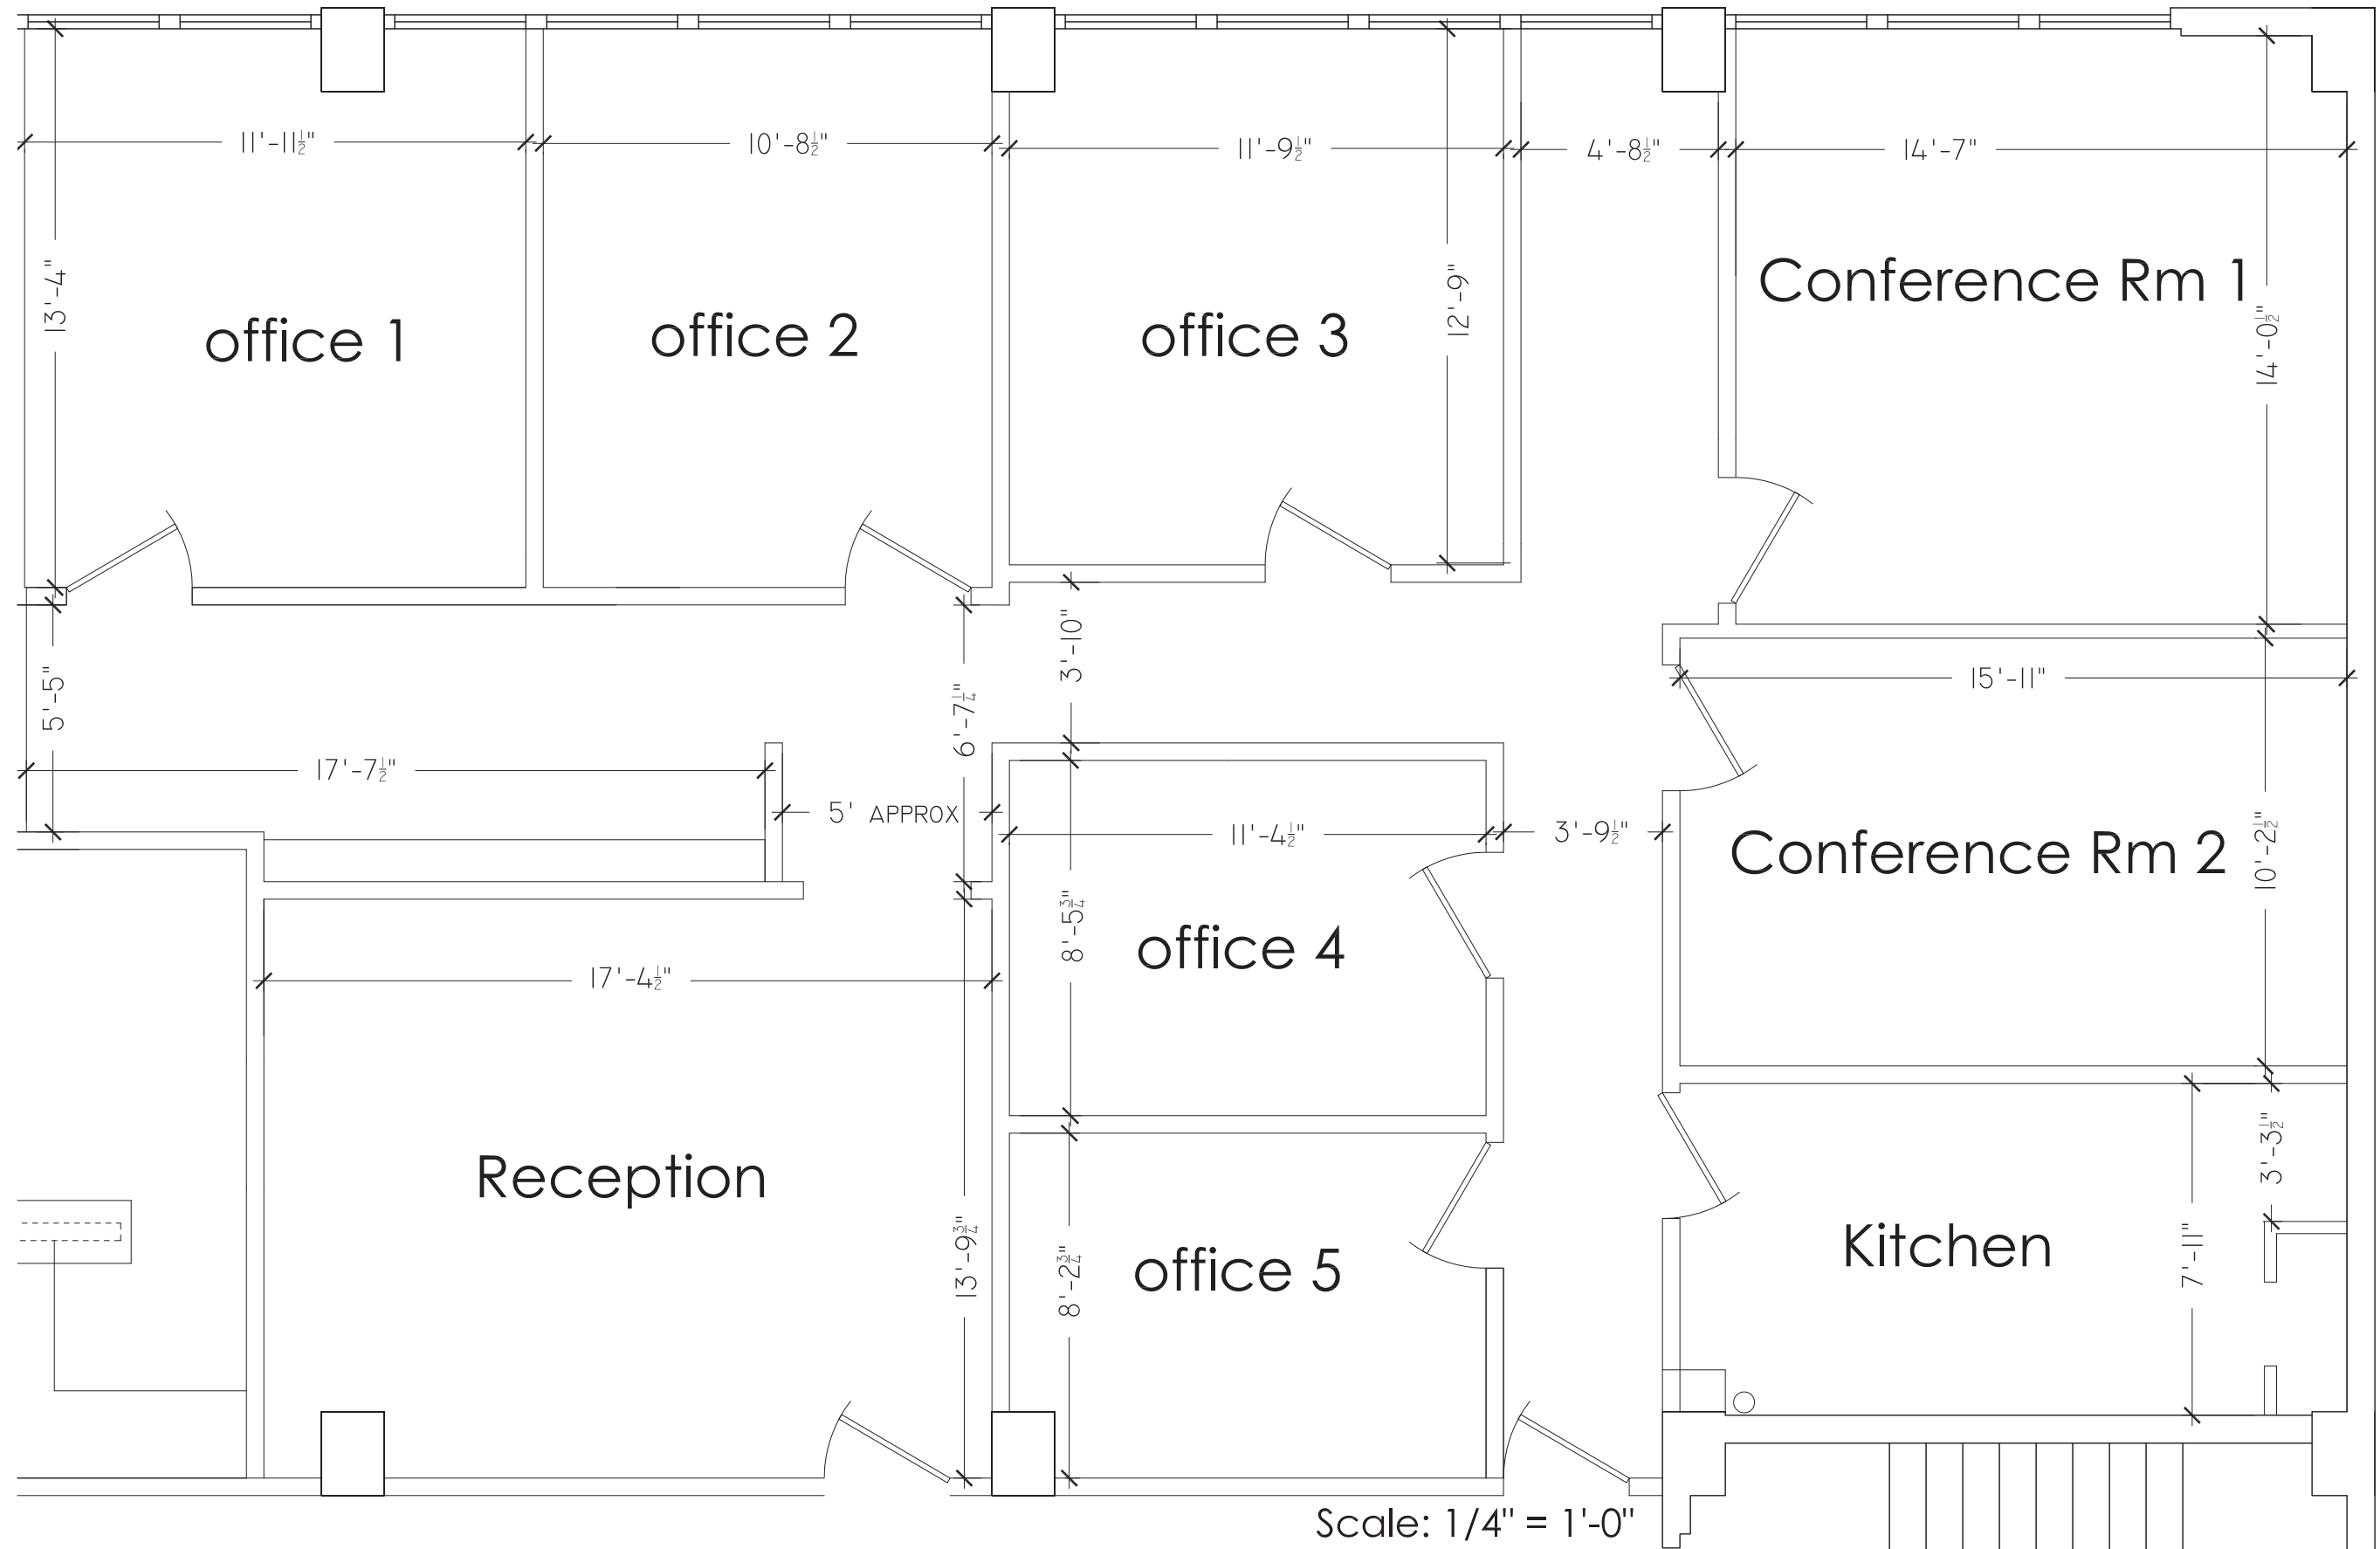 11'-11½"
10'-8½"
11'-9½"
4'-8½"
14'-7"
13'-4"
12'-9"
14'-0½"
office 1
office 2
office 3
Conference Rm 1
5'-5"
6'-7¼"
3'-10"
15'-11"
17'-7½"
5' APPROX
11'-4½"
3'-9½"
Conference Rm 2
10'-2½"
8'-5¾"
office 4
17'-4½"
Reception
13'-9¾"
8'-2¾"
office 5
Kitchen
7'-11"
3'-3½"
Scale: 1/4" = 1'-0"